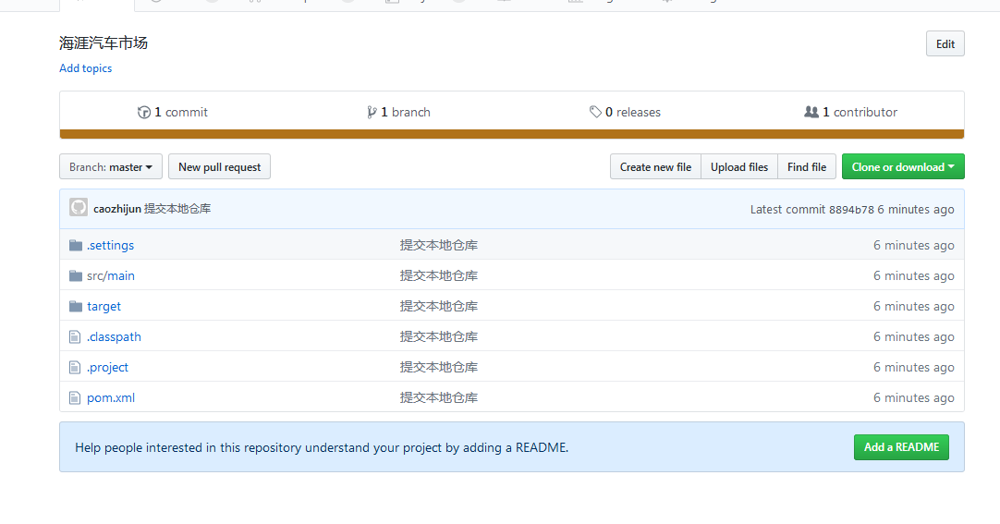 海涯汽车市场
Edit
Add topics
1 commit 1 branch 0 releases 1 contributor
Branch: master New pull request Create new file Upload files Find file Clone or download
caozhijun 提交本地仓库 Latest commit 8894b78 6 minutes ago
.settings 提交本地仓库 6 minutes ago
src/main 提交本地仓库 6 minutes ago
target 提交本地仓库 6 minutes ago
.classpath 提交本地仓库 6 minutes ago
.project 提交本地仓库 6 minutes ago
pom.xml 提交本地仓库 6 minutes ago
Help people interested in this repository understand your project by adding a README. Add a README